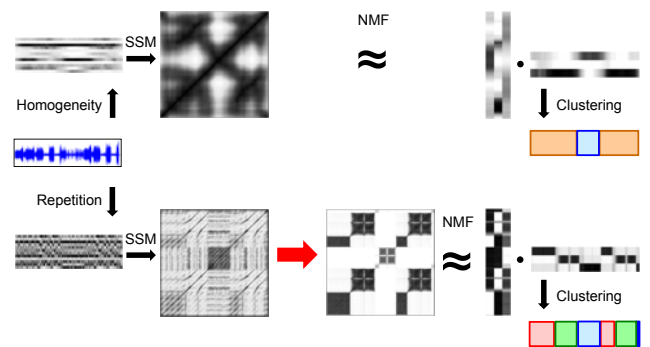 NMF
SSM
≈
•
Homogeneity
Clustering
Repetition
SSM
NMF
≈
•
Clustering